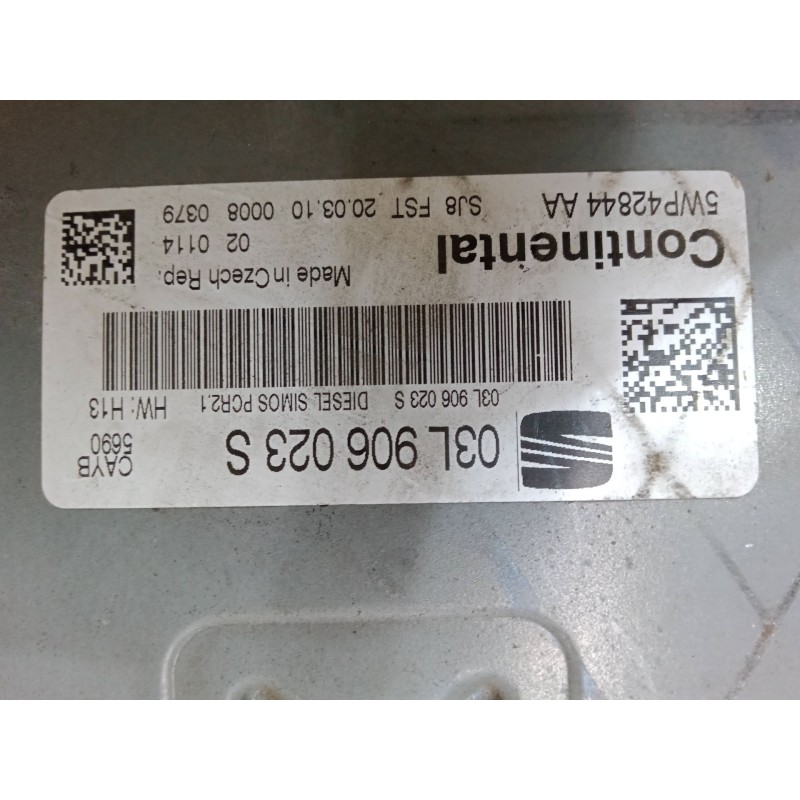 03L 906 023 S
CAYB
5690
03L 906 023 S DIESEL SIMOS PCR2.1 HW: H13
Continental
Made in Czech Rep.
02 0114
5WP42844 AA SJ8 FST 20.03.10 0008 0379